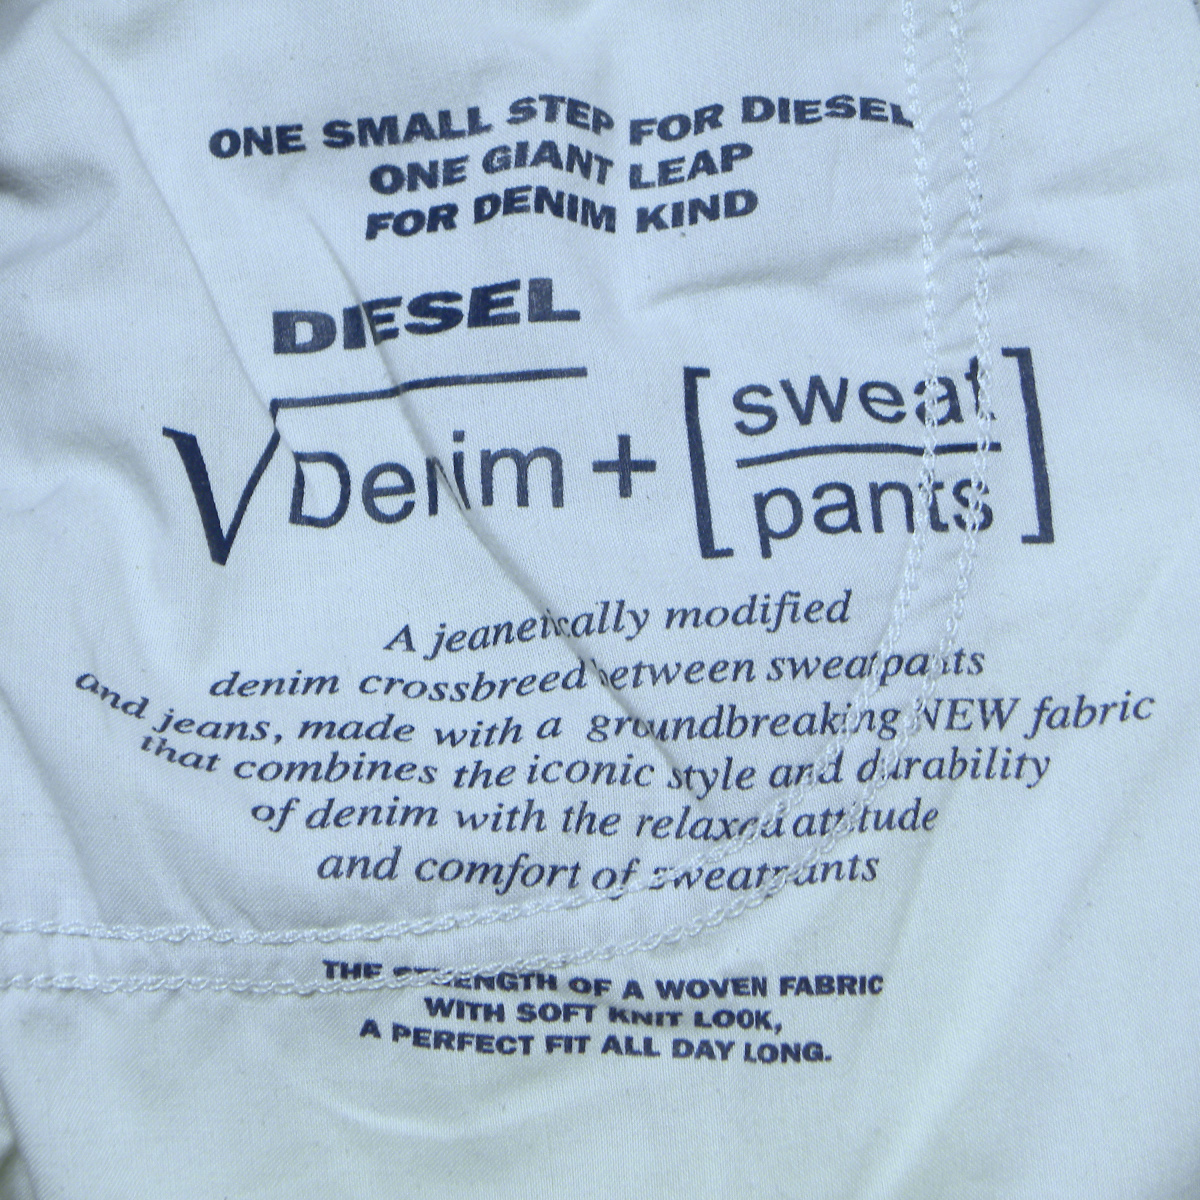 ONE SMALL STEP FOR DIESEL
ONE GIANT LEAP
FOR DENIM KIND
DIESEL
√Denim + [sweat/pants]
A jeanetically modified
denim crossbreed between sweatpants
and jeans, made with a groundbreaking NEW fabric
that combines the iconic style and durability
of denim with the relaxed attitude
and comfort of sweatpants
THE STRENGTH OF A WOVEN FABRIC
WITH SOFT KNIT LOOK,
A PERFECT FIT ALL DAY LONG.